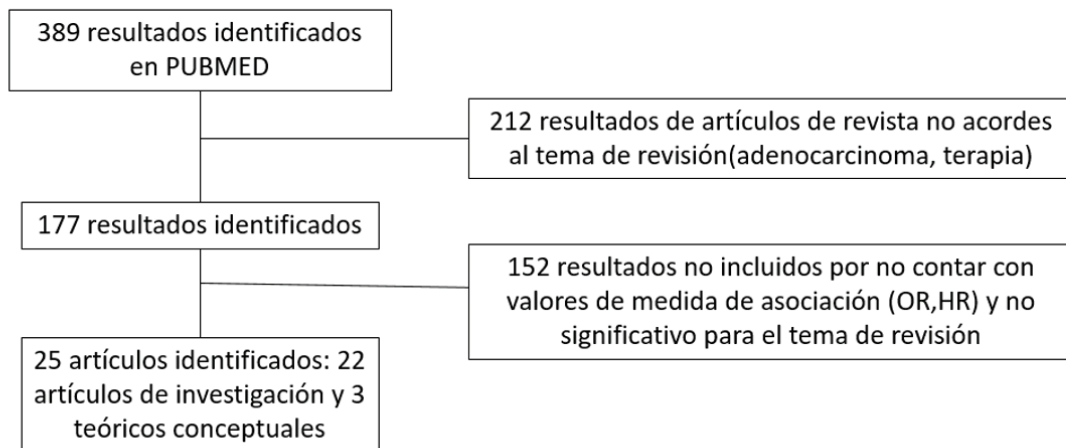 389 resultados identificados
en PUBMED
212 resultados de artículos de revista no acordes
al tema de revisión(adenocarcinoma, terapia)
177 resultados identificados
152 resultados no incluidos por no contar con
valores de medida de asociación (OR,HR) y no
significativo para el tema de revisión
25 artículos identificados: 22
artículos de investigación y 3
teóricos conceptuales